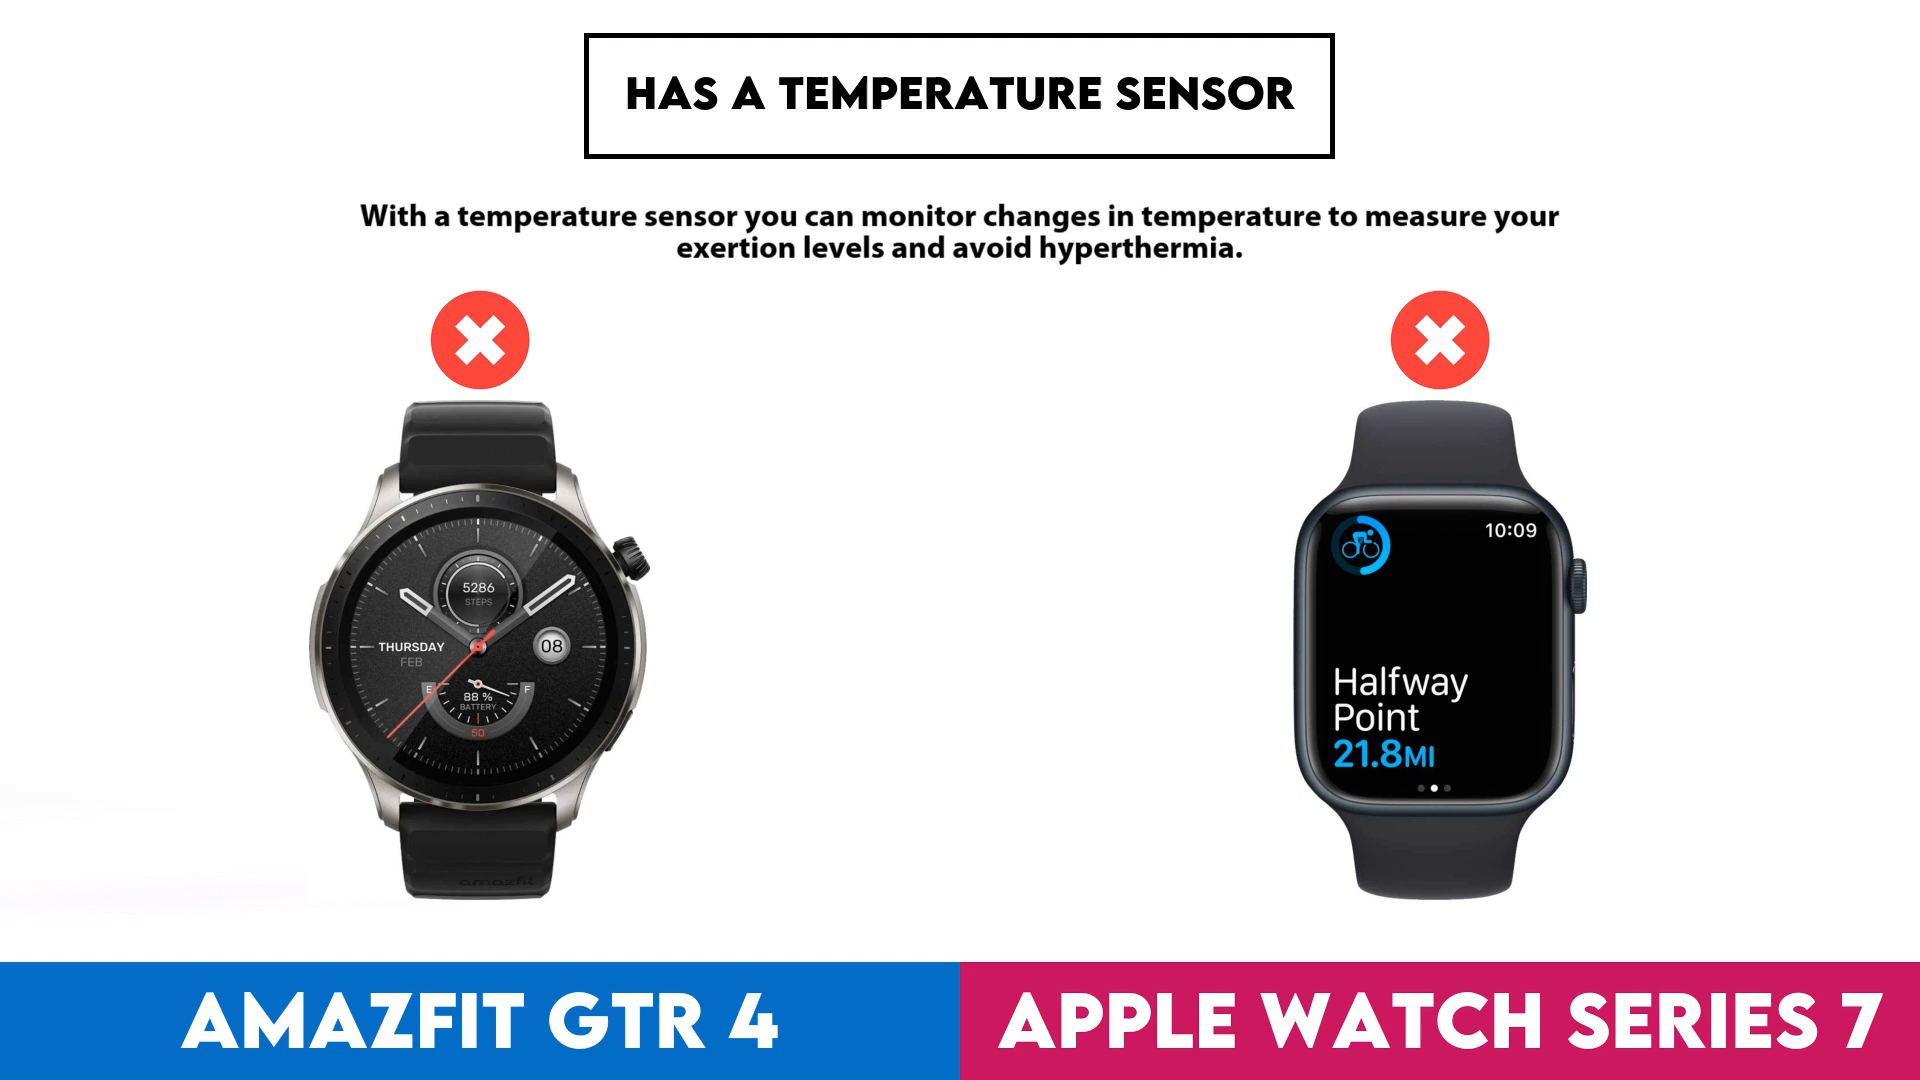 HAS A TEMPERATURE SENSOR
With a temperature sensor you can monitor changes in temperature to measure your
exertion levels and avoid hyperthermia.
5286
STEPS
THURSDAY
FEB
08
E
F
88 %
BATTERY
50
amazfit
10:09
Halfway
Point
21.8MI
AMAZFIT GTR 4
APPLE WATCH SERIES 7